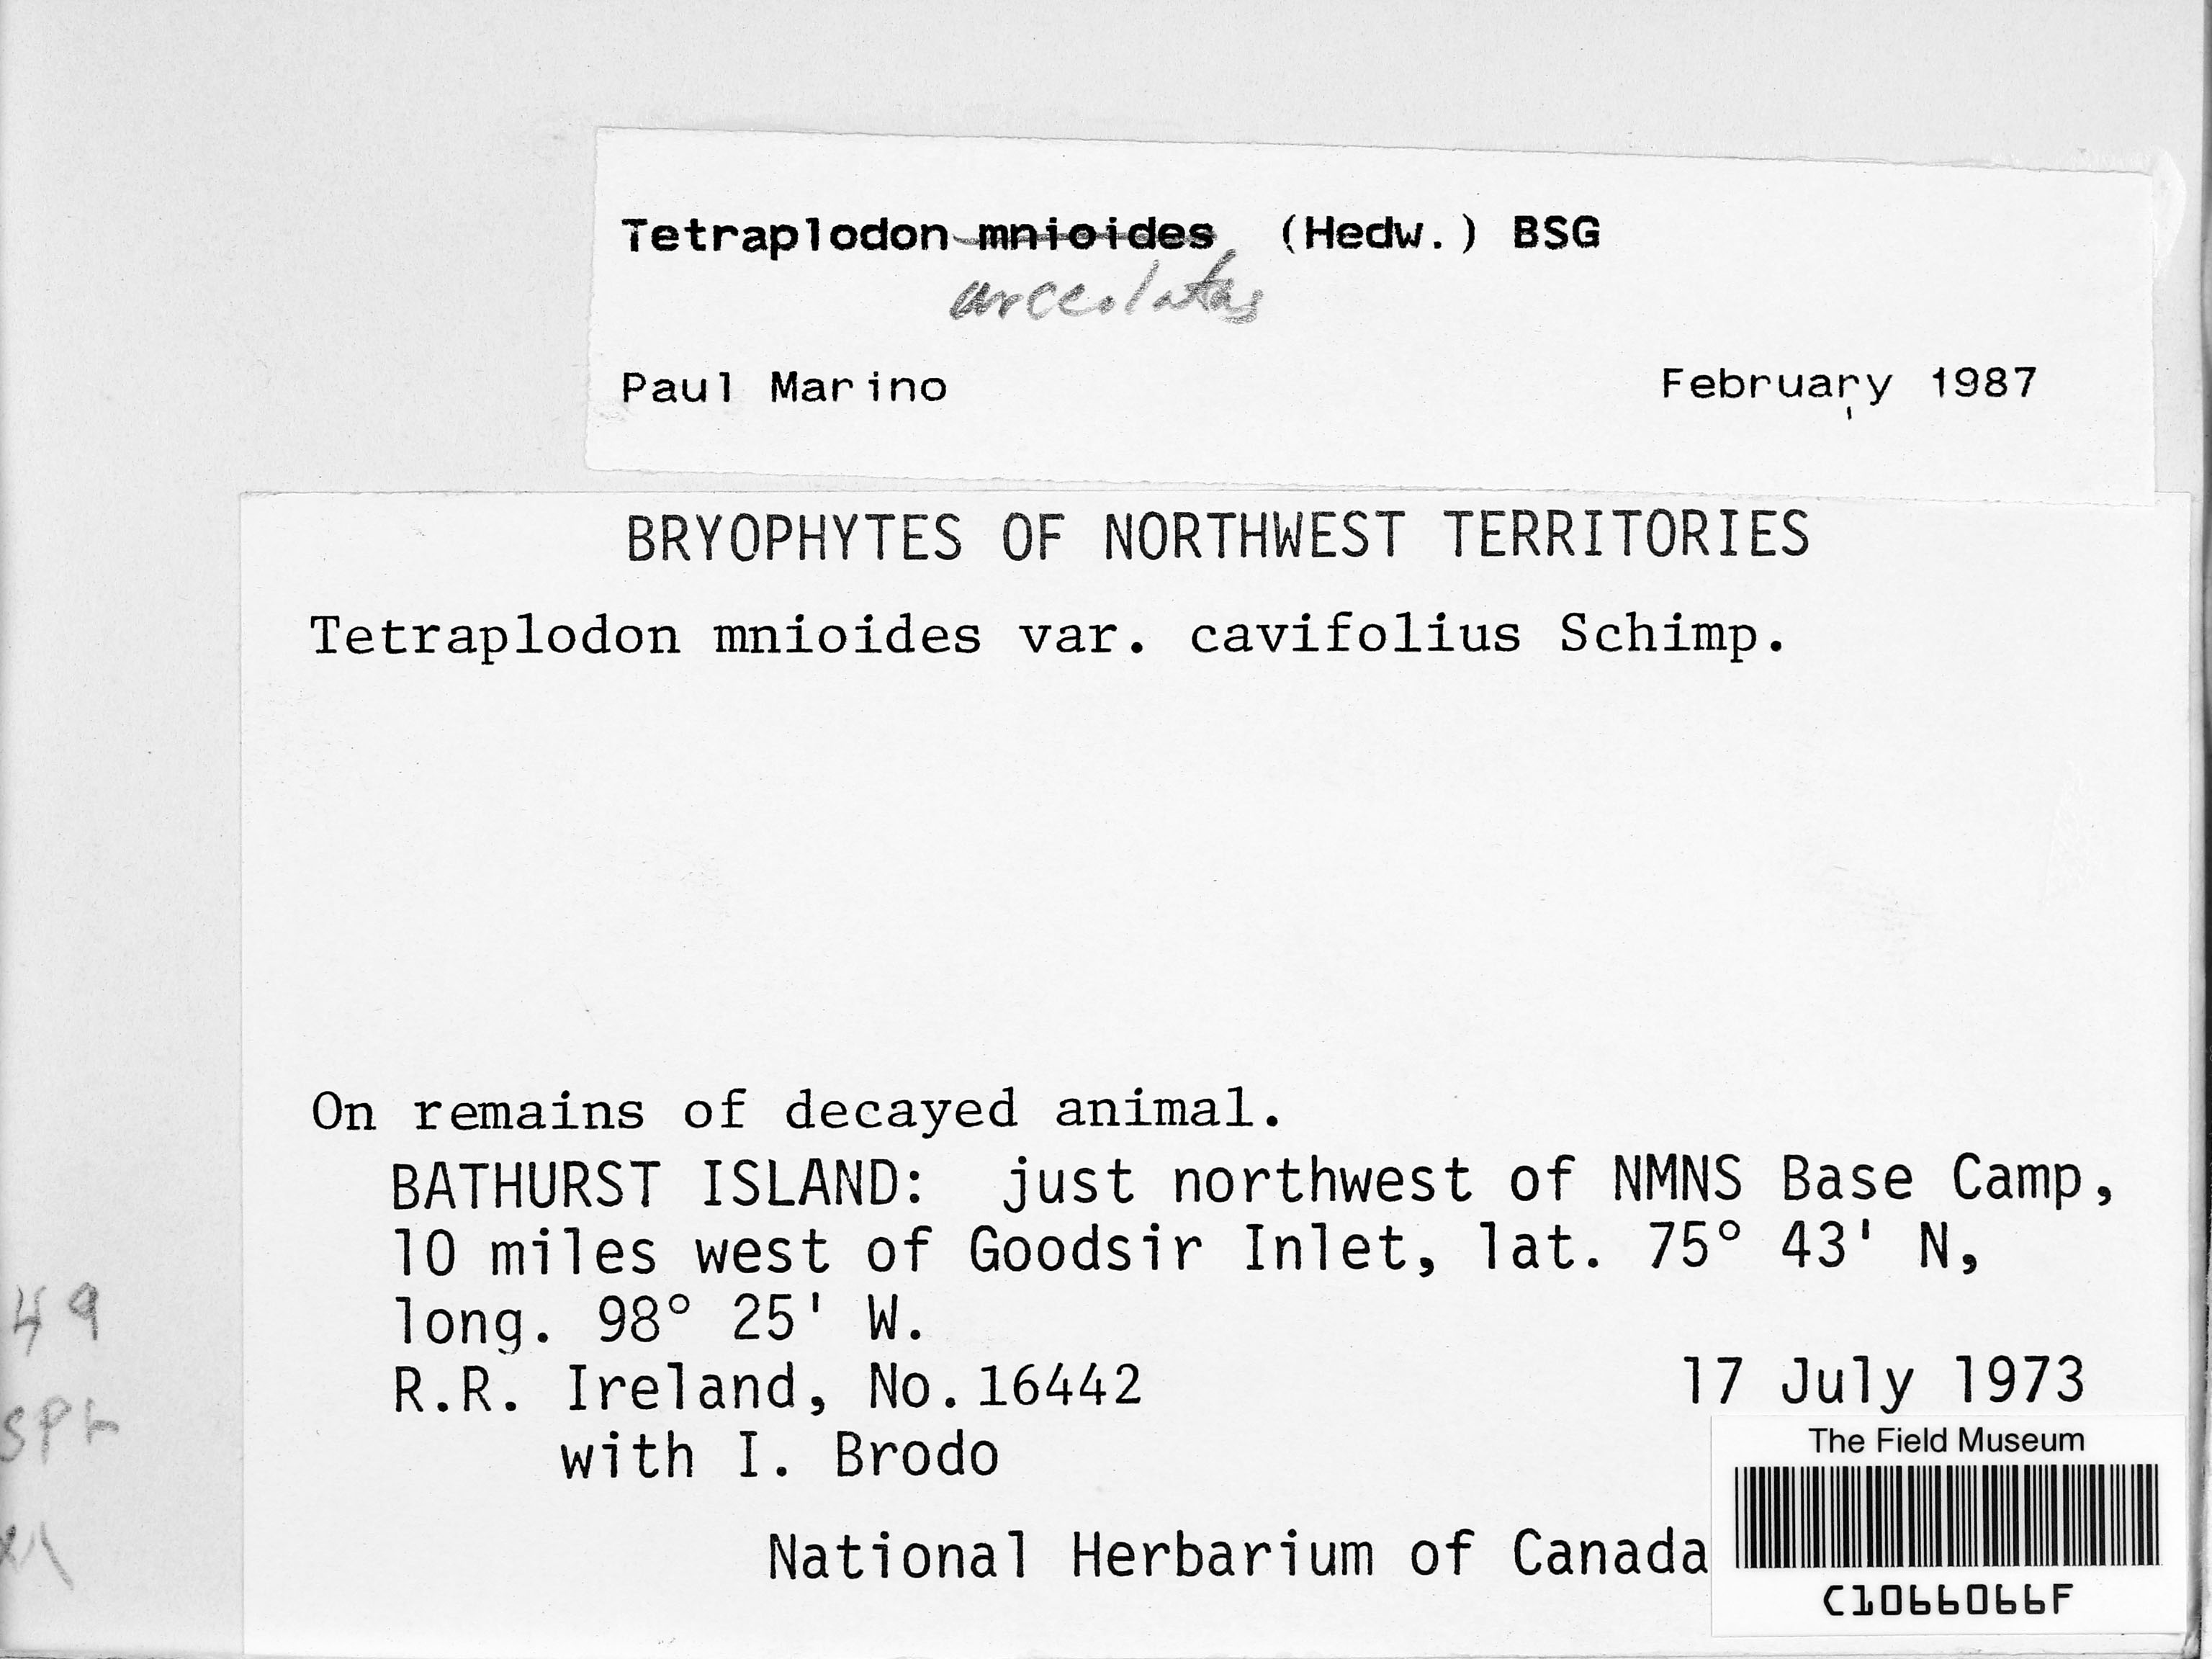 Tetraplodon mnioides (Hedw.) BSG
urceolatus
Paul Marino February 1987
BRYOPHYTES OF NORTHWEST TERRITORIES
Tetraplodon mnioides var. cavifolius Schimp.
On remains of decayed animal.
BATHURST ISLAND: just northwest of NMNS Base Camp,
10 miles west of Goodsir Inlet, lat. 75° 43' N,
long. 98° 25' W.
R.R. Ireland, No. 16442 17 July 1973
with I. Brodo
National Herbarium of Canada
The Field Museum
C1066066F
49